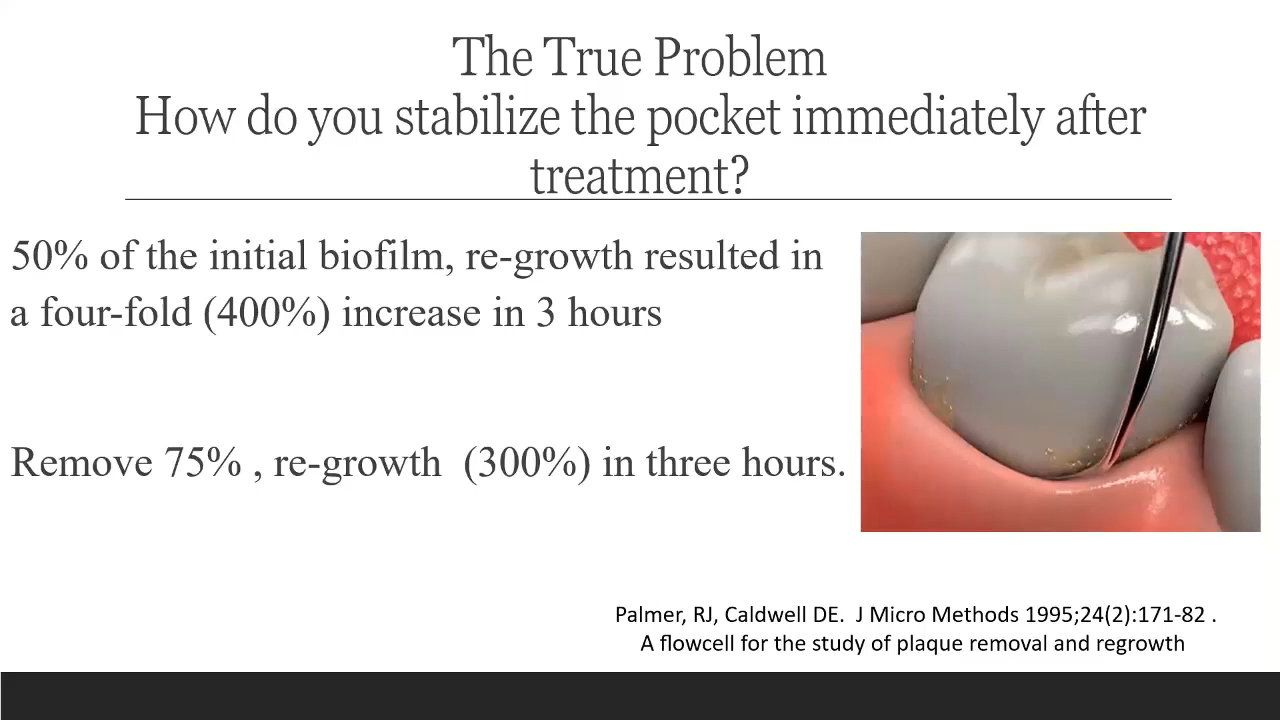 The True Problem
How do you stabilize the pocket immediately after
treatment?
50% of the initial biofilm, re-growth resulted in
a four-fold (400%) increase in 3 hours
Remove 75% , re-growth  (300%) in three hours.
Palmer, RJ, Caldwell DE.  J Micro Methods 1995;24(2):171-82 .
A flowcell for the study of plaque removal and regrowth